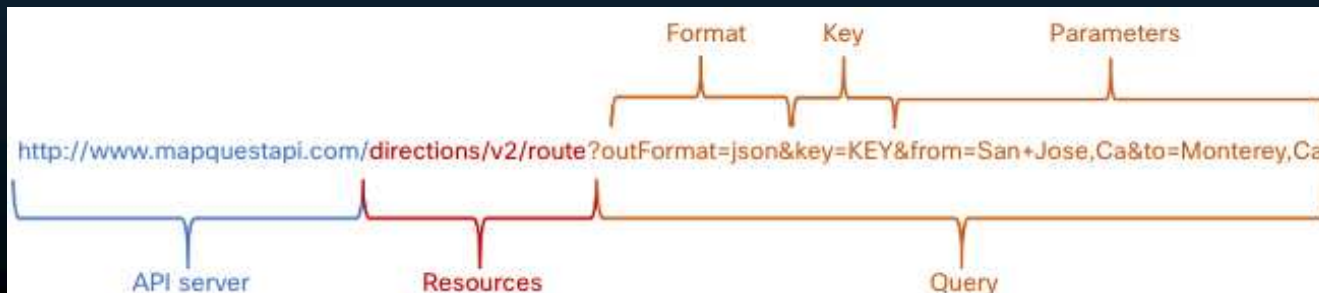 Format Key Parameters
http://www.mapquestapi.com/directions/v2/route?outFormat=json&key=KEY&from=San+Jose,Ca&to=Monterey,Ca
API server Resources Query